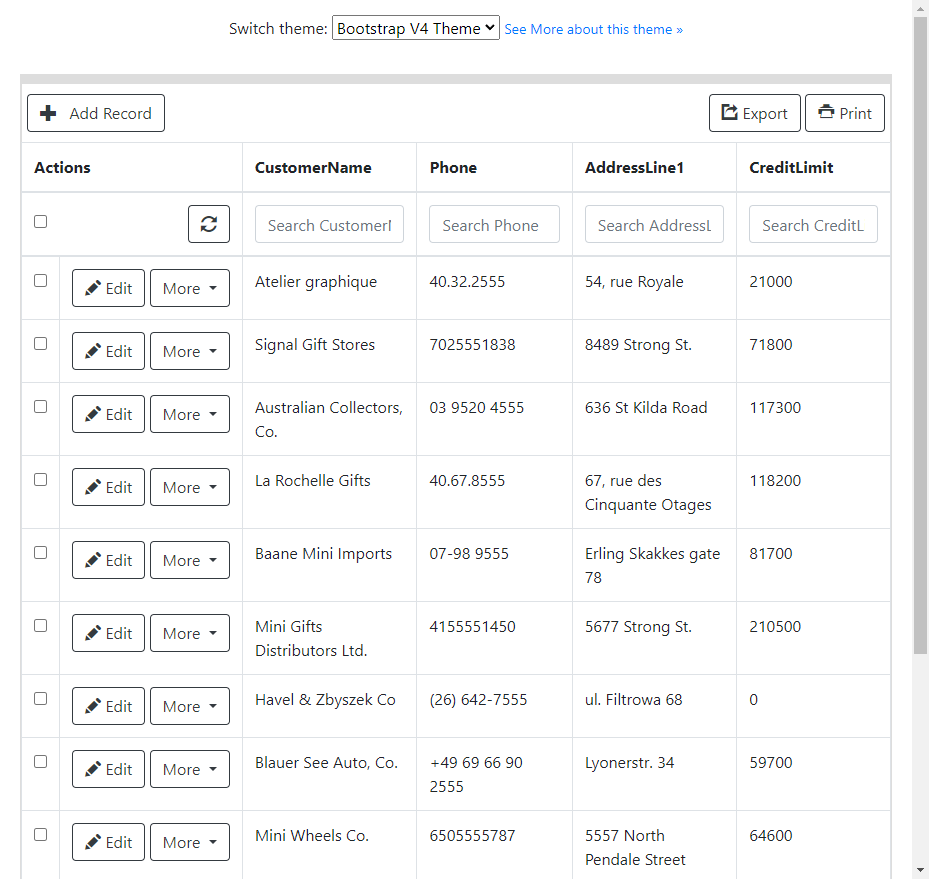 Switch theme: Bootstrap V4 Theme See More about this theme »
Add Record Export Print
Actions CustomerName Phone AddressLine1 CreditLimit
Search Customerl Search Phone Search AddressL Search CreditL
Edit More Atelier graphique 40.32.2555 54, rue Royale 21000
Edit More Signal Gift Stores 7025551838 8489 Strong St. 71800
Edit More Australian Collectors, 03 9520 4555 636 St Kilda Road 117300
Co.
Edit More La Rochelle Gifts 40.67.8555 67, rue des 118200
Cinquante Otages
Edit More Baane Mini Imports 07-98 9555 Erling Skakkes gate 81700
78
Edit More Mini Gifts 4155551450 5677 Strong St. 210500
Distributors Ltd.
Edit More Havel & Zbyszek Co (26) 642-7555 ul. Filtrowa 68 0
Edit More Blauer See Auto, Co. +49 69 66 90 Lyonerstr. 34 59700
2555
Edit More Mini Wheels Co. 6505555787 5557 North 64600
Pendale Street